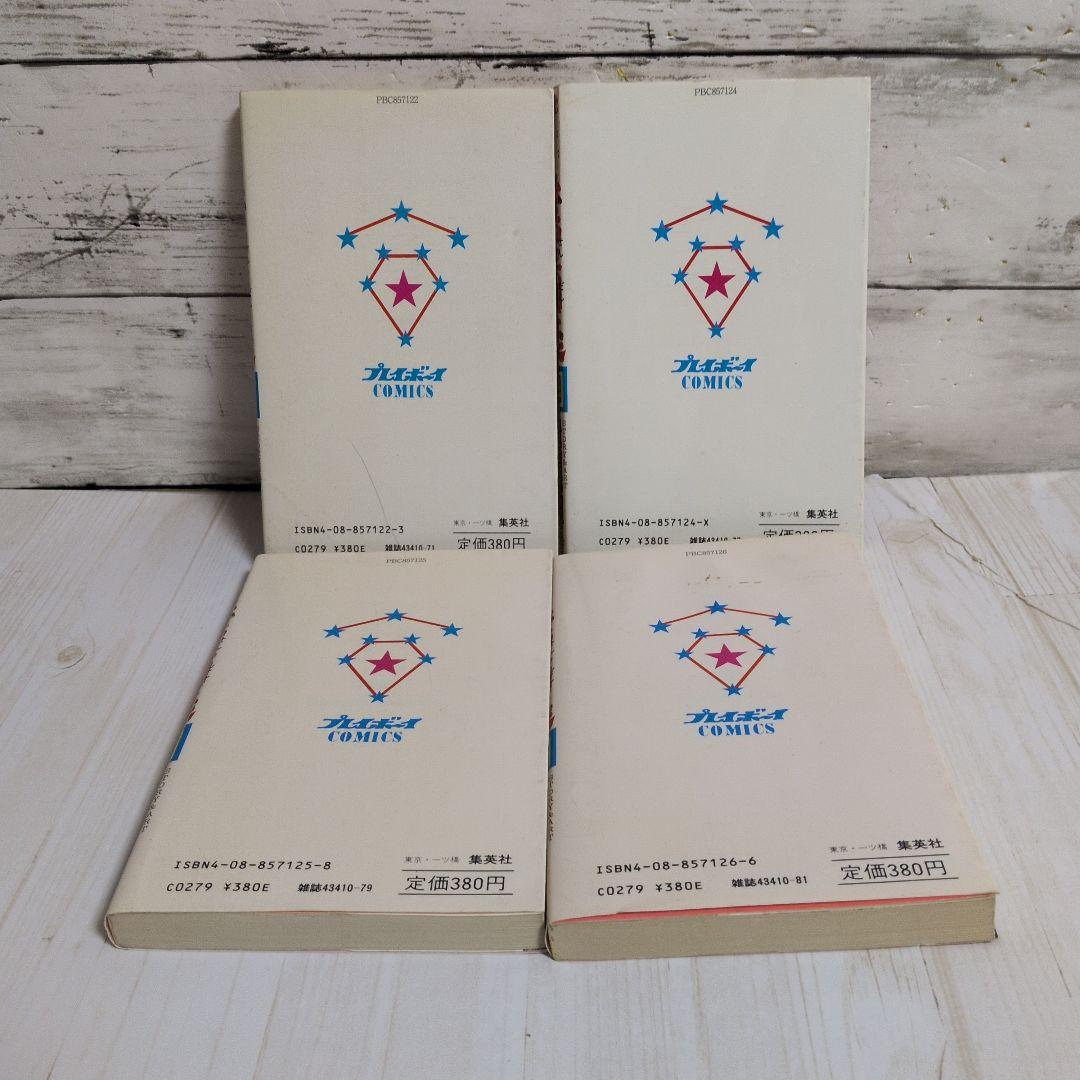 PBC857122
プレイボーイ
COMICS
ISBN4-08-857122-3
東京・一ツ橋 集英社
C0279 ¥380E 雑誌43410-71 定価380円
PBC857124
プレイボーイ
COMICS
ISBN4-08-857124-X
東京・一ツ橋 集英社
C0279 ¥380E
PBC857125
プレイボーイ
COMICS
ISBN4-08-857125-8
東京・一ツ橋 集英社
C0279 ¥380E 雑誌43410-79 定価380円
PBC857126
プレイボーイ
COMICS
ISBN4-08-857126-6
東京・一ツ橋 集英社
C0279 ¥380E 雑誌43410-81 定価380円